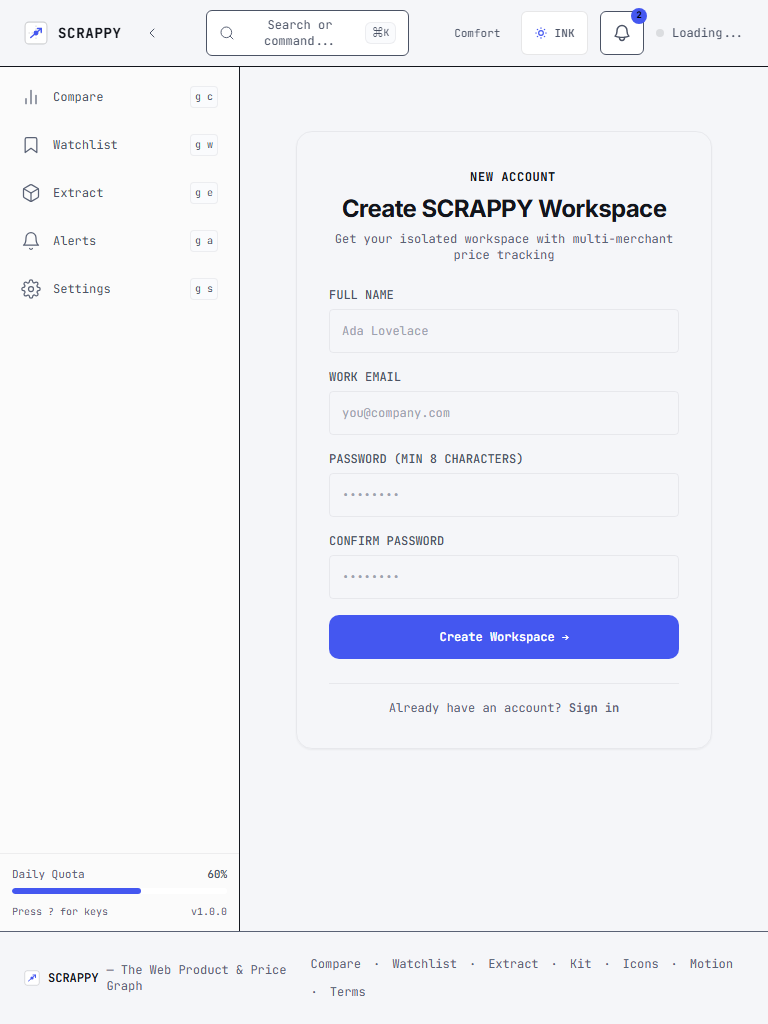 SCRAPPY
Search or
command...
⌘K
Comfort
INK
2
Loading...
Compare
g c
Watchlist
g w
Extract
g e
Alerts
g a
Settings
g s
Daily Quota
60%
Press ? for keys
v1.0.0
NEW ACCOUNT
Create SCRAPPY Workspace
Get your isolated workspace with multi-merchant
price tracking
FULL NAME
Ada Lovelace
WORK EMAIL
you@company.com
PASSWORD (MIN 8 CHARACTERS)
••••••••
CONFIRM PASSWORD
••••••••
Create Workspace →
Already have an account? Sign in
SCRAPPY
— The Web Product & Price
Graph
Compare · Watchlist · Extract · Kit · Icons · Motion
· Terms